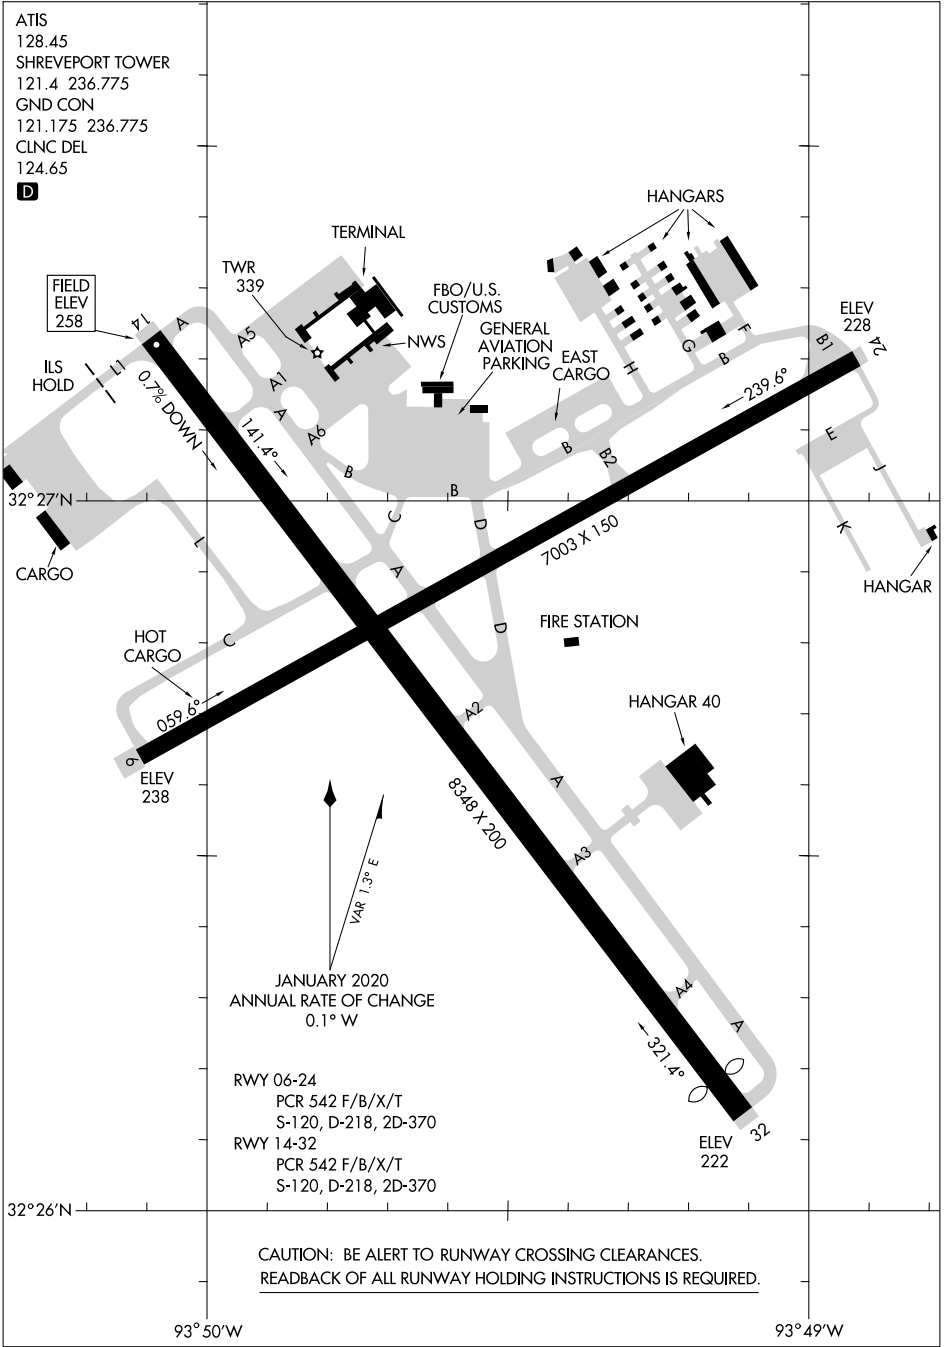 ATIS
128.45
SHREVEPORT TOWER
121.4 236.775
GND CON
121.175 236.775
CLNC DEL
124.65
D
HANGARS
TERMINAL
TWR
339
FIELD
ELEV
258
FBO/U.S.
CUSTOMS
GENERAL
AVIATION
PARKING
NWS
EAST
CARGO
ELEV
228
24
14
A
A5
L1
ILS
HOLD
0.7% DOWN
141.4°
A1
A
A6
B
B
C
D
B
B2
H
G
B
F
B1
239.6°
E
J
K
32°27'N
CARGO
L
7003 X 150
HANGAR
A
D
C
HOT
CARGO
FIRE STATION
059.6°
6
ELEV
238
A2
HANGAR 40
A
8348 X 200
A3
VAR 1.3° E
JANUARY 2020
ANNUAL RATE OF CHANGE
0.1° W
A4
A
321.4°
RWY 06-24
PCR 542 F/B/X/T
S-120, D-218, 2D-370
RWY 14-32
PCR 542 F/B/X/T
S-120, D-218, 2D-370
32
ELEV
222
32°26'N
CAUTION: BE ALERT TO RUNWAY CROSSING CLEARANCES.
READBACK OF ALL RUNWAY HOLDING INSTRUCTIONS IS REQUIRED.
93°50'W
93°49'W